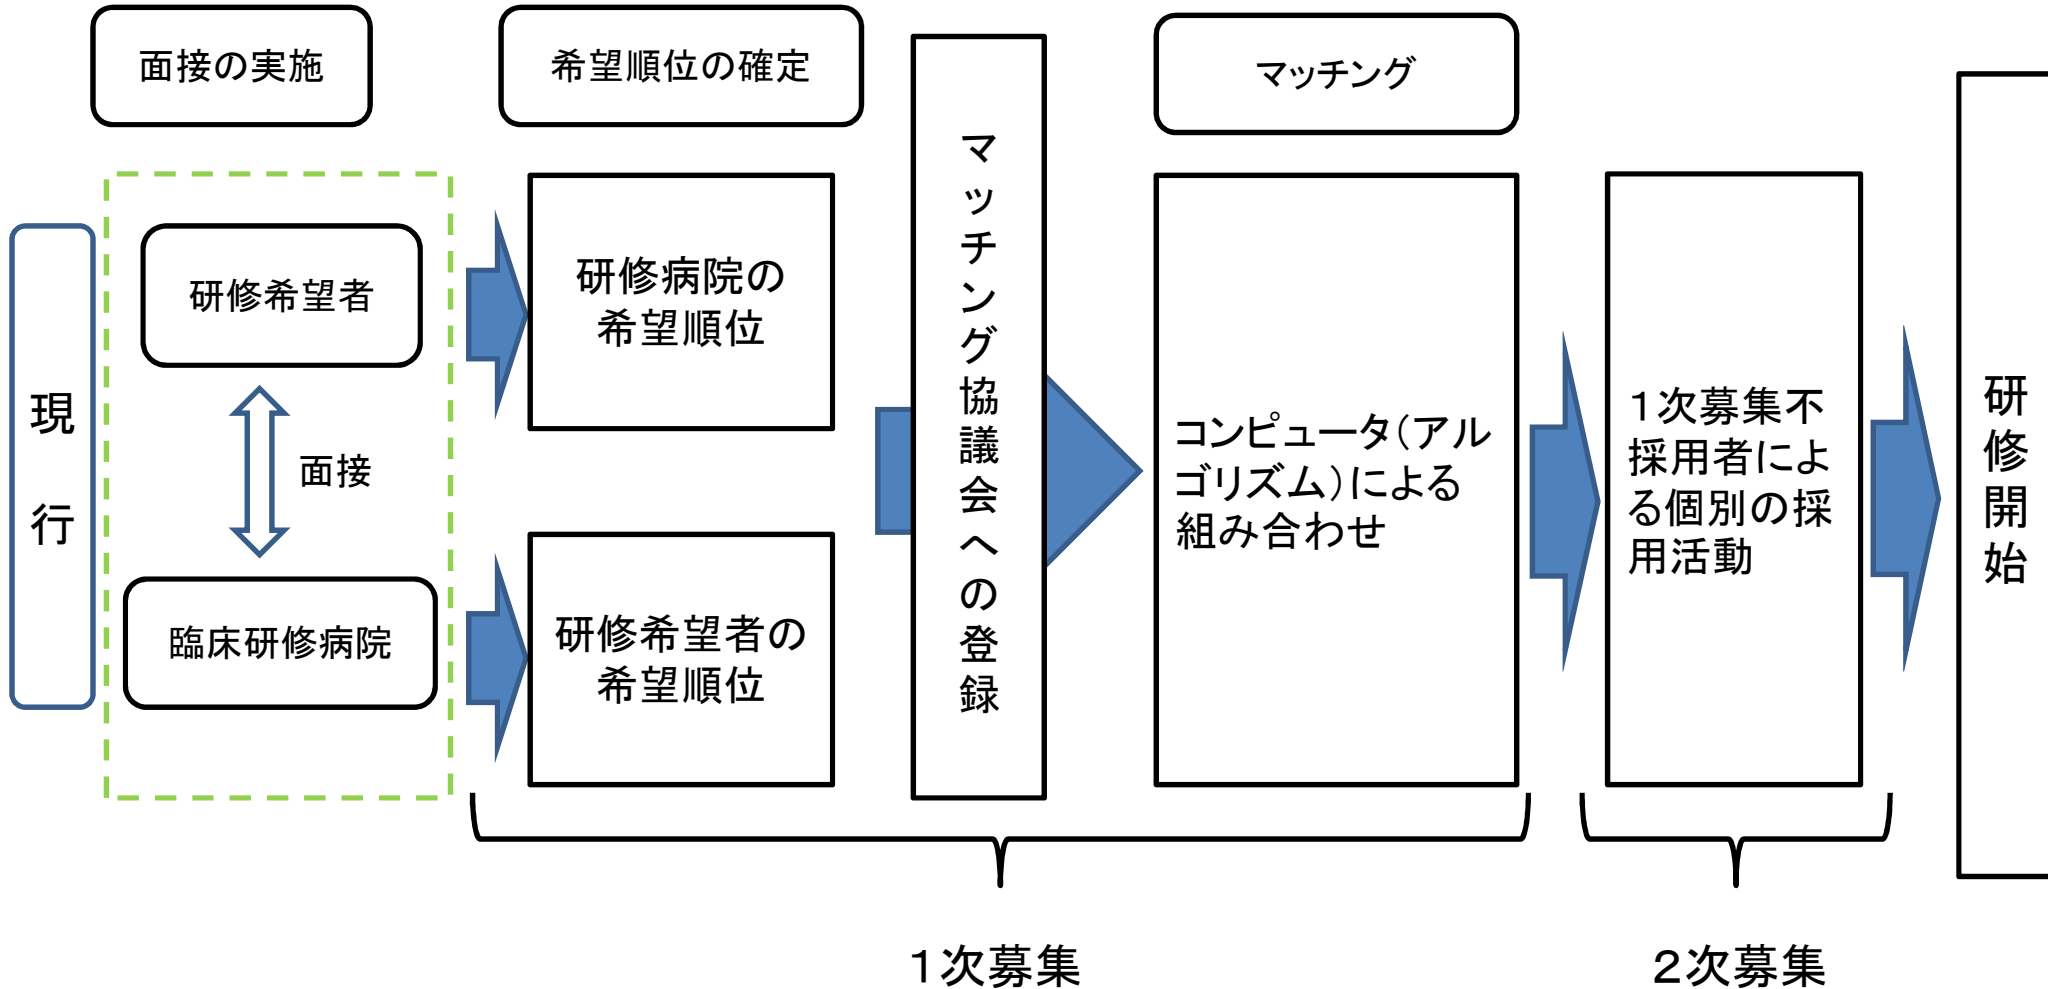 面接の実施
希望順位の確定
マッチング
現行
研修希望者
面接
臨床研修病院
研修病院の
希望順位
研修希望者の
希望順位
マッチング協議会への登録
コンピュータ(アル
ゴリズム)による
組み合わせ
1次募集不
採用者によ
る個別の採
用活動
研修開始
1次募集
2次募集